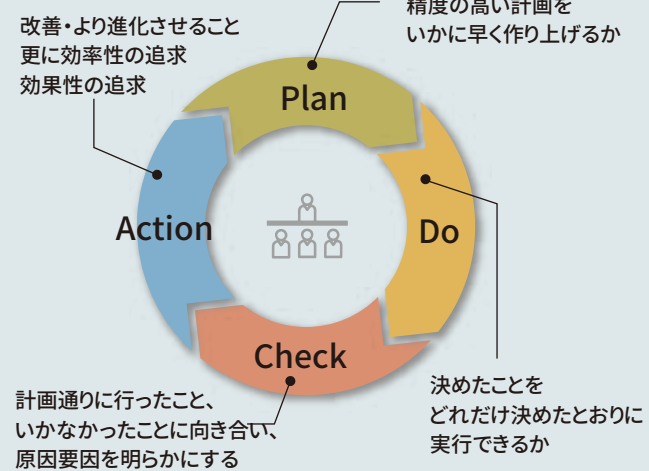 精度の高い計画を
いかに早く作り上げるか
改善・より進化させること
更に効率性の追求
効果性の追求
Plan
Action
Do
Check
決めたことを
どれだけ決めたとおりに
実行できるか
計画通りに行ったこと、
いかなかったことに向き合い、
原因要因を明らかにする